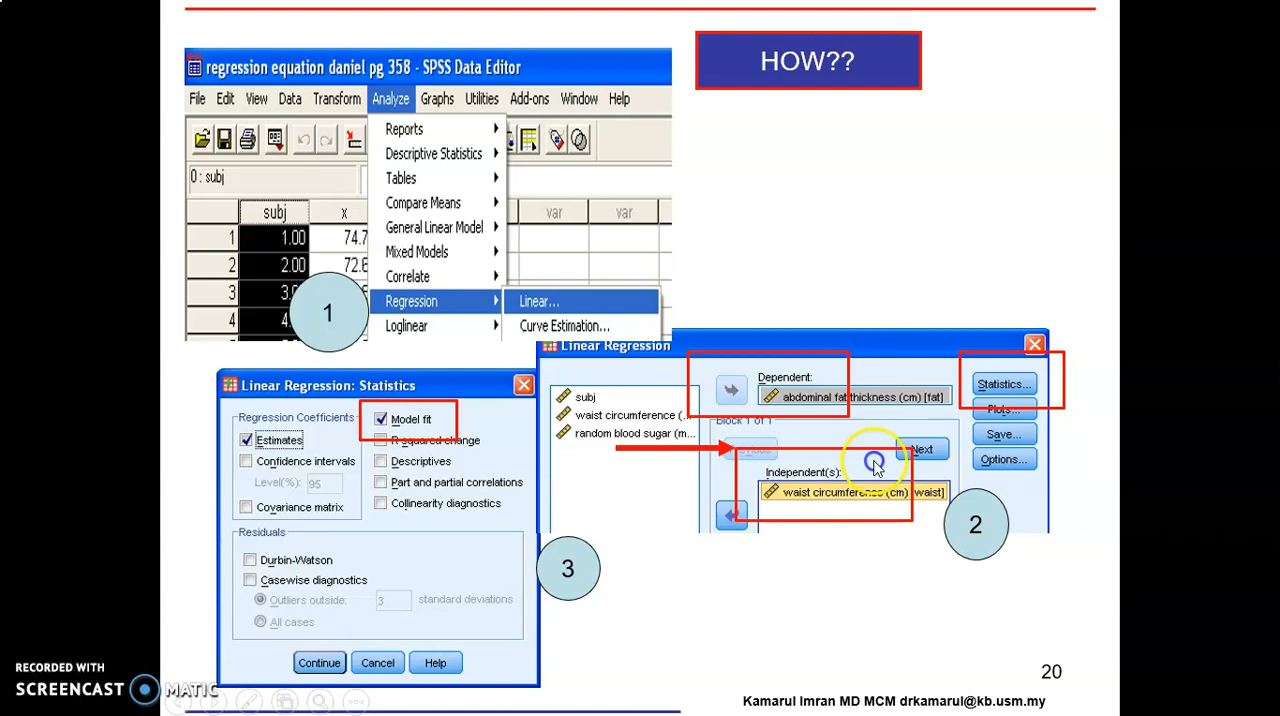 HOW??
regression equation daniel pg 358 - SPSS Data Editor
File Edit View Data Transform Analyze Graphs Utilities Add-ons Window Help
Reports
Descriptive Statistics
0 : subj
Tables
Compare Means
subj x var var
General Linear Model
1 1.00 74.7
Mixed Models
2 2.00 72.6
Correlate
3 3.0
Regression Linear...
1
4 4.
Loglinear Curve Estimation...
Linear Regression
Dependent:
subj abdominal fat thickness (cm) [fat]
Statistics...
waist circumference (...
Plots...
Block 1 of 1
random blood sugar (m...
Save...
Next
Options...
Independent(s):
waist circumference (cm) [waist]
2
Linear Regression: Statistics
Regression Coefficients
Model fit
Estimates
R squared change
Confidence intervals
Descriptives
Level(%): 95
Part and partial correlations
Covariance matrix
Collinearity diagnostics
Residuals
Durbin-Watson
Casewise diagnostics
Outliers outside: 3 standard deviations
All cases
Continue Cancel Help
3
20
Kamarul Imran MD MCM drkamarul@kb.usm.my
RECORDED WITH
SCREENCAST MATIC